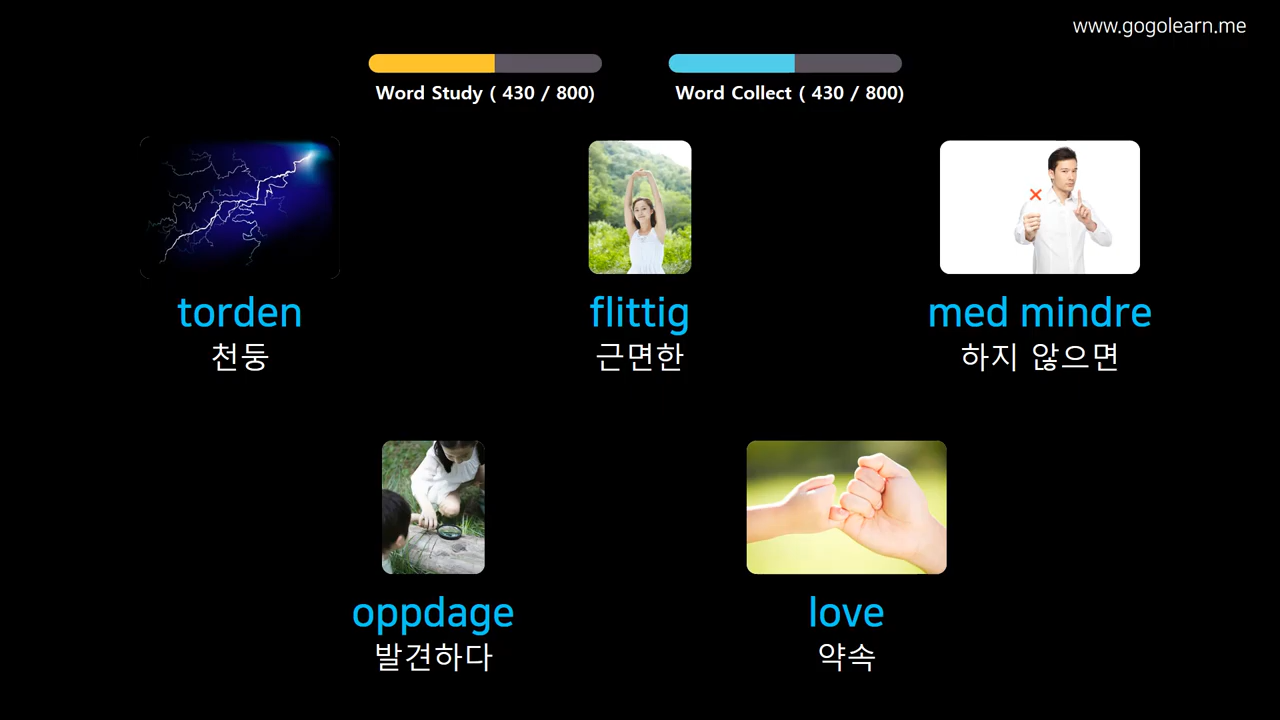 www.gogolearn.me
Word Study ( 430 / 800)
Word Collect ( 430 / 800)
torden
천둥
flittig
근면한
med mindre
하지 않으면
oppdage
발견하다
love
약속